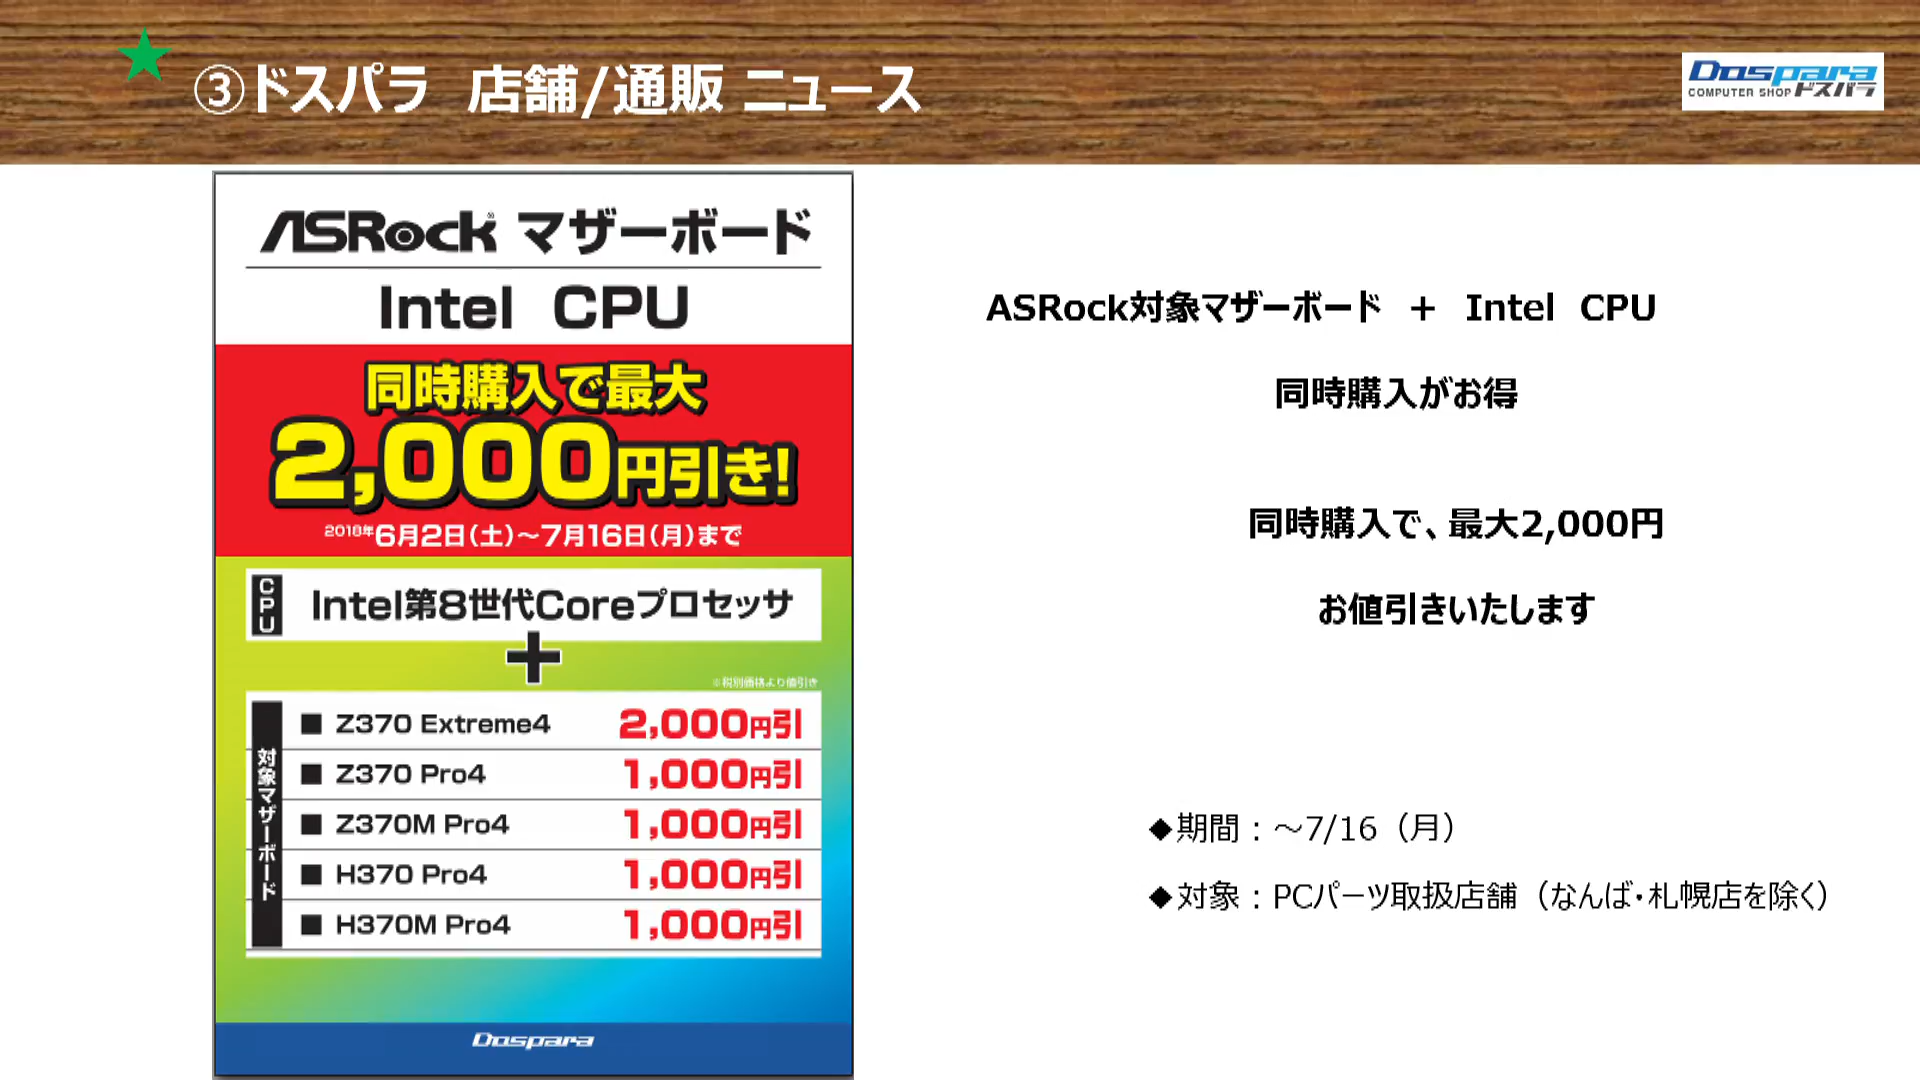 ③ドスパラ 店舗/通販 ニュース
Dospara
COMPUTER SHOP ドスパラ
ASRock マザーボード
Intel CPU
同時購入で最大
2,000円引き!
2018年6月2日(土)～7月16日(月)まで
CPU
Intel第8世代Coreプロセッサ
+
※税別価格より値引き
対象マザーボード
■ Z370 Extreme4 2,000円引
■ Z370 Pro4 1,000円引
■ Z370M Pro4 1,000円引
■ H370 Pro4 1,000円引
■ H370M Pro4 1,000円引
Dospara
ASRock対象マザーボード + Intel CPU
同時購入がお得
同時購入で、最大2,000円
お値引きいたします
◆期間：～7/16（月）
◆対象：PCパーツ取扱店舗（なんば・札幌店を除く）